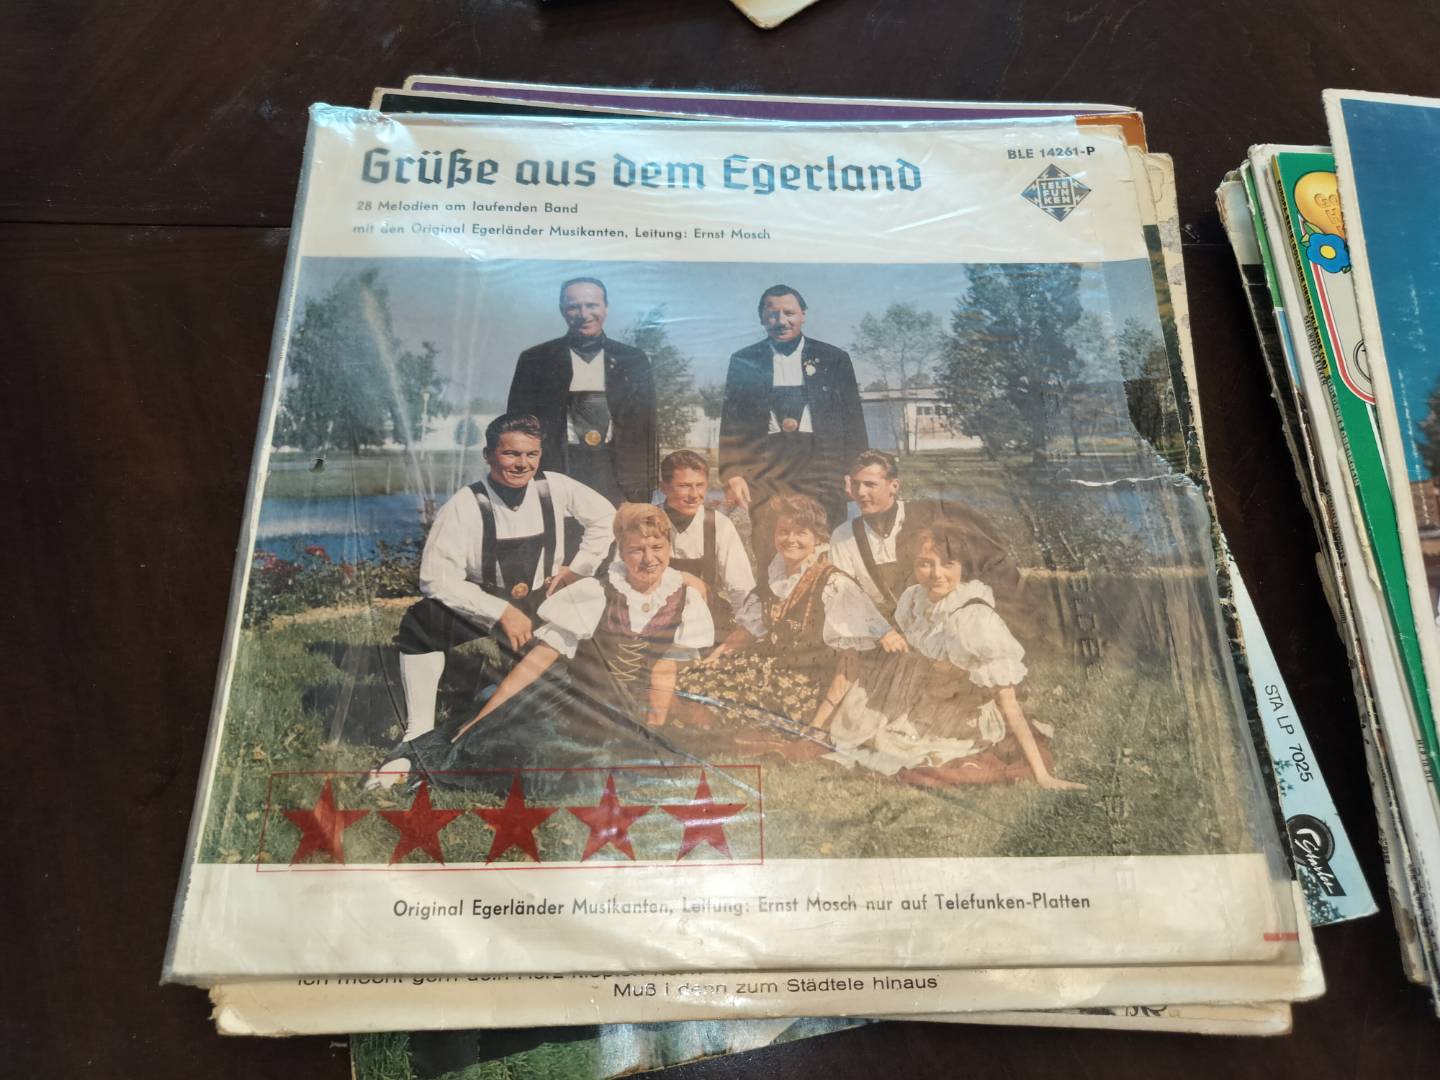 Grüße aus dem Egerland
BLE 14261-P
28 Melodien am laufenden Band
mit den Original Egerländer Musikanten, Leitung: Ernst Mosch
TELE
FUN
KEN
Original Egerländer Musikanten, Leitung: Ernst Mosch nur auf Telefunken-Platten
Muß i denn zum Städtele hinaus
STA LP 7025